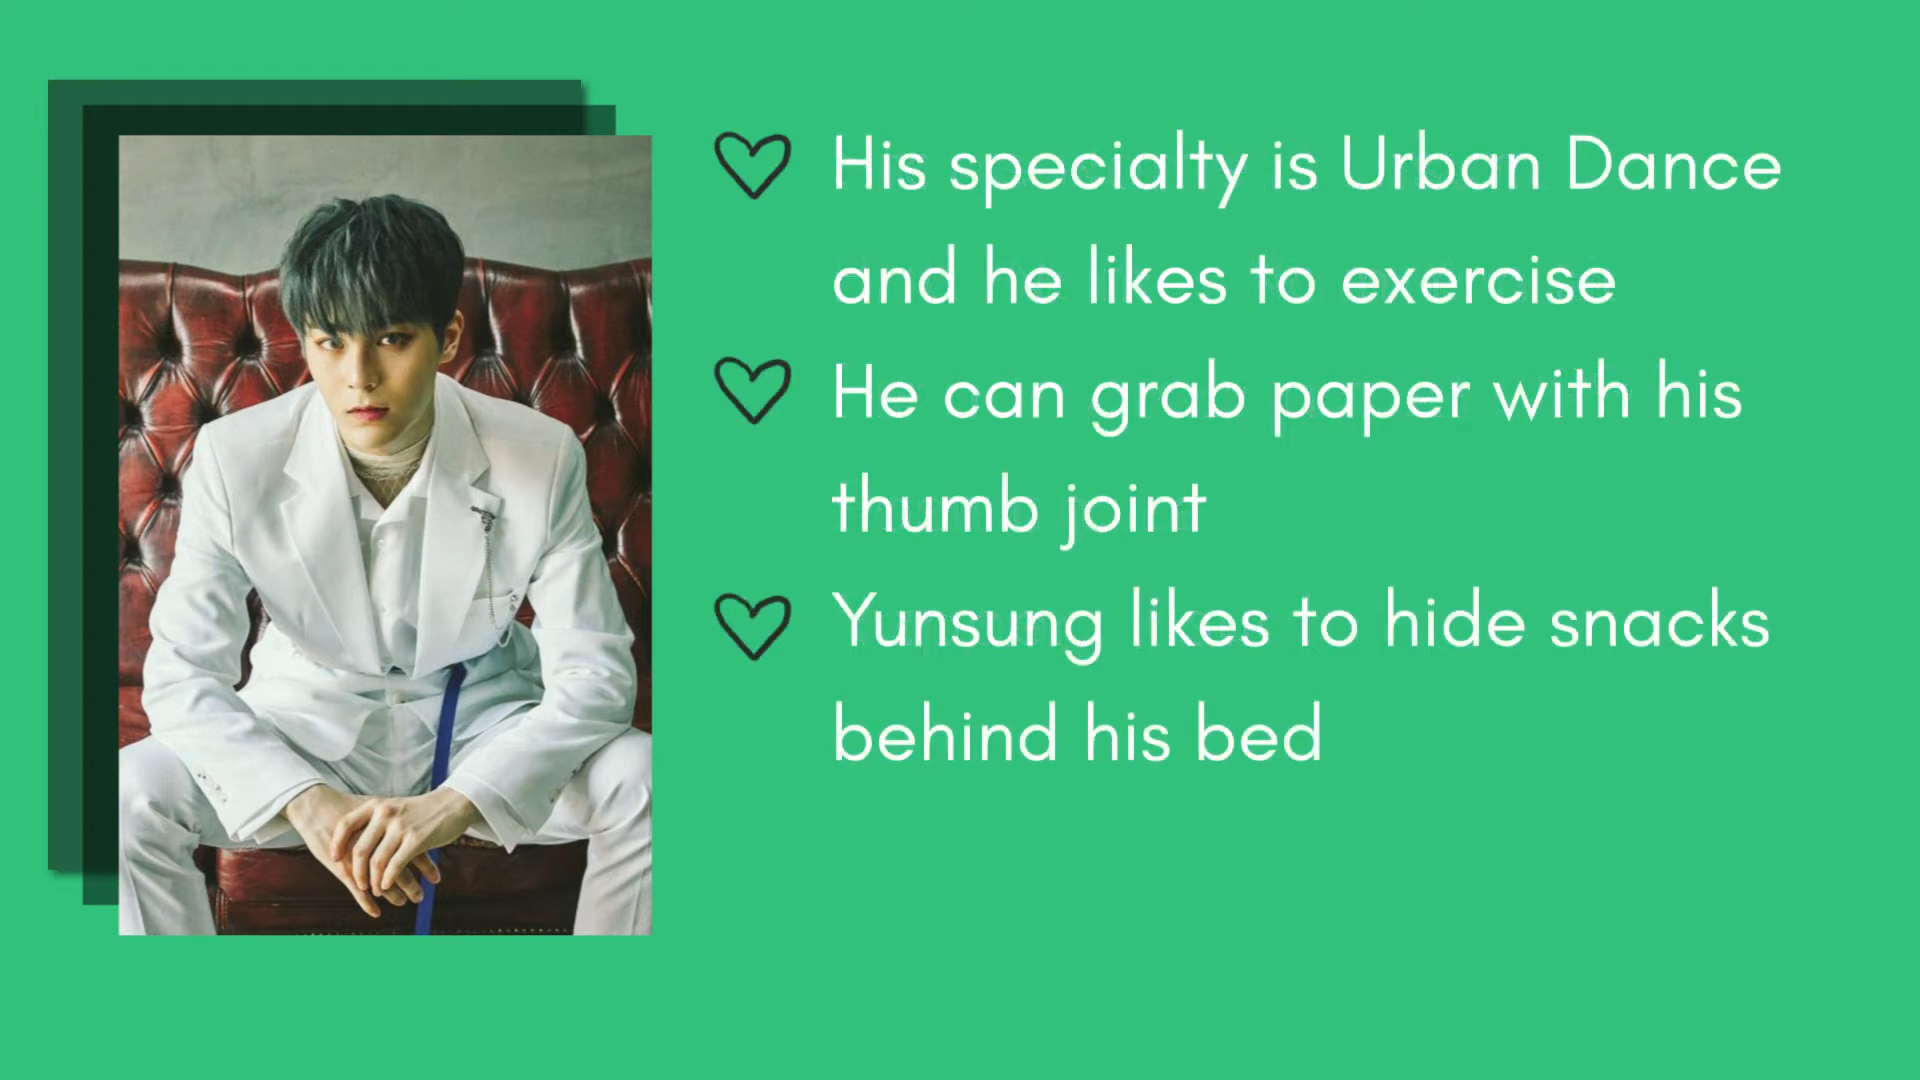 His specialty is Urban Dance
and he likes to exercise
He can grab paper with his
thumb joint
Yunsung likes to hide snacks
behind his bed